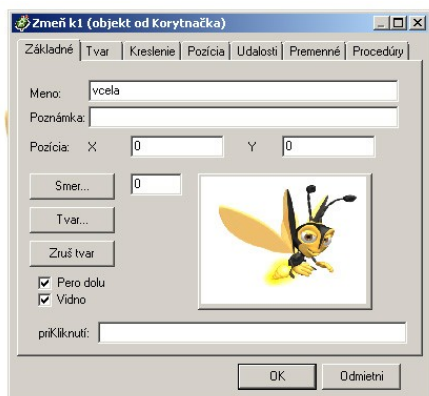 Zmeň k1 (objekt od Korytnačka)
Základné Tvar Kreslenie Pozícia Udalosti Premenné Procedúry
Meno: vcela
Poznámka:
Pozícia: X 0 Y 0
Smer... 0
Tvar...
Zruš tvar
Pero dolu
Vidno
priKliknutí:
OK Odmietni